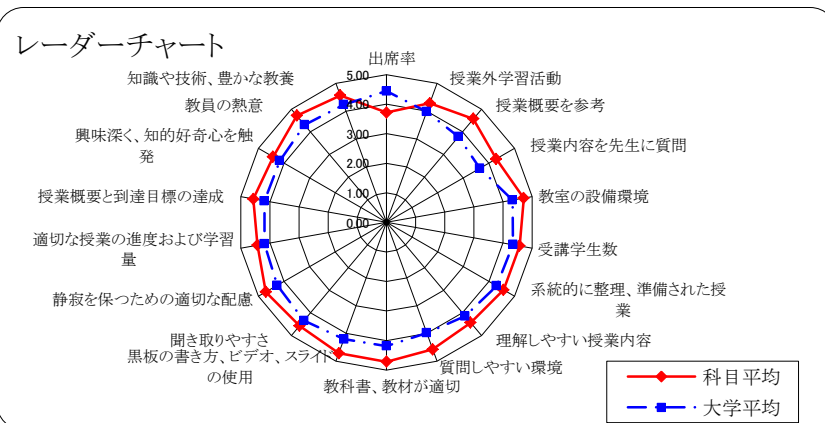 レーダーチャート
出席率
授業外学習活動
授業概要を参考
授業内容を先生に質問
教室の設備環境
受講学生数
系統的に整理、準備された授
業
理解しやすい授業内容
質問しやすい環境
教科書、教材が適切
黒板の書き方、ビデオ、スライド
の使用
聞き取りやすさ
静寂を保つための適切な配慮
適切な授業の進度および学習
量
授業概要と到達目標の達成
興味深く、知的好奇心を触
発
教員の熱意
知識や技術、豊かな教養
5.00
4.00
3.00
2.00
1.00
0.00
科目平均
大学平均